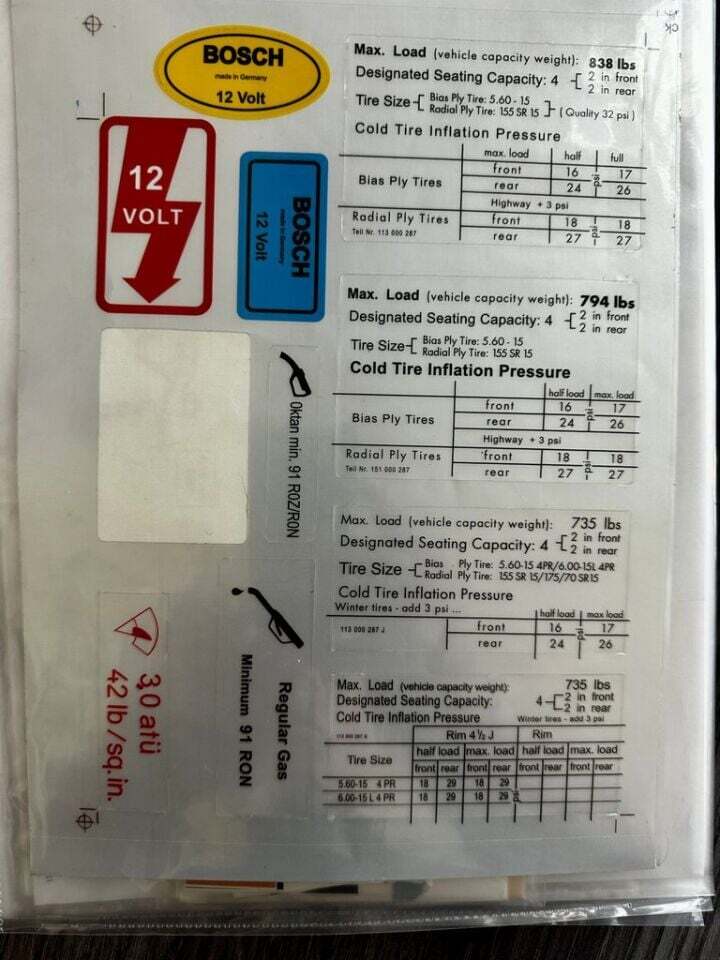 BOSCH
made in Germany
12 Volt
12
VOLT
BOSCH
made in Germany
12 Volt
Oktan min. 91 ROZ/RON
Regular Gas
Minimum 91 RON
3,0 atü
42 lb/sq.in.
Max. Load (vehicle capacity weight): 838 lbs
Designated Seating Capacity: 4 2 in front
2 in rear
Tire Size Bias Ply Tire: 5.60 - 15
Radial Ply Tire: 155 SR 15 (Quality 32 psi)
Cold Tire Inflation Pressure
max. load half full
Bias Ply Tires front 16 psi 17
rear 24 26
Highway + 3 psi
Radial Ply Tires front 18 psi 18
Teil Nr. 113 000 287 rear 27 27
Max. Load (vehicle capacity weight): 794 lbs
Designated Seating Capacity: 4 2 in front
2 in rear
Tire Size Bias Ply Tire: 5.60 - 15
Radial Ply Tire: 155 SR 15
Cold Tire Inflation Pressure
half load max. load
Bias Ply Tires front 16 psi 17
rear 24 26
Highway + 3 psi
Radial Ply Tires front 18 psi 18
Teil Nr. 151 000 287 rear 27 27
Max. Load (vehicle capacity weight): 735 lbs
Designated Seating Capacity: 4 2 in front
2 in rear
Tire Size Bias Ply Tire: 5.60-15 4PR/6.00-15L 4PR
Radial Ply Tire: 155 SR 15/175/70 SR15
Cold Tire Inflation Pressure
Winter tires - add 3 psi ...
half load max load
113 000 287 J front 16 psi 17
rear 24 26
Max. Load (vehicle capacity weight): 735 lbs
Designated Seating Capacity: 4 2 in front
2 in rear
Cold Tire Inflation Pressure Winter tires - add 3 psi
Rim 4 ½ J Rim
Tire Size half load max. load half load max. load
front rear front rear front rear front rear
5.60-15 4 PR 18 29 18 29 psi
6.00-15 L 4 PR 18 29 18 29